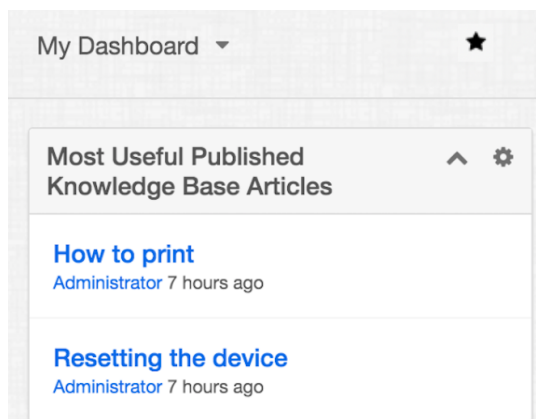 My Dashboard
Most Useful Published
Knowledge Base Articles
How to print
Administrator 7 hours ago
Resetting the device
Administrator 7 hours ago